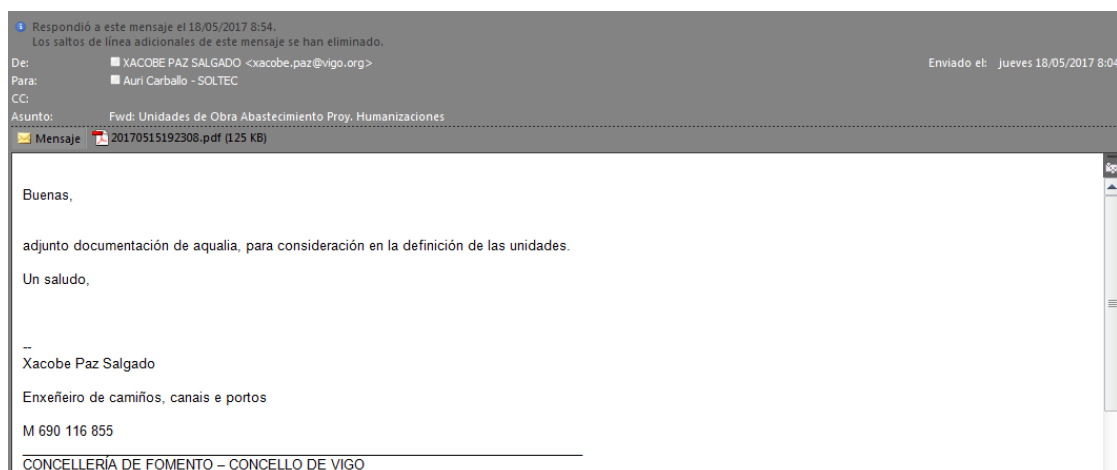 Respondió a este mensaje el 18/05/2017 8:54.
Los saltos de línea adicionales de este mensaje se han eliminado.
De: XACOBE PAZ SALGADO <xacobe.paz@vigo.org> Enviado el: jueves 18/05/2017 8:04
Para: Auri Carballo - SOLTEC
CC:
Asunto: Fwd: Unidades de Obra Abastecimiento Proy. Humanizaciones
Mensaje 20170515192308.pdf (125 KB)
Buenas,
adjunto documentación de aqualia, para consideración en la definición de las unidades.
Un saludo,
--
Xacobe Paz Salgado
Enxeñeiro de camiños, canais e portos
M 690 116 855
CONCELLERÍA DE FOMENTO – CONCELLO DE VIGO